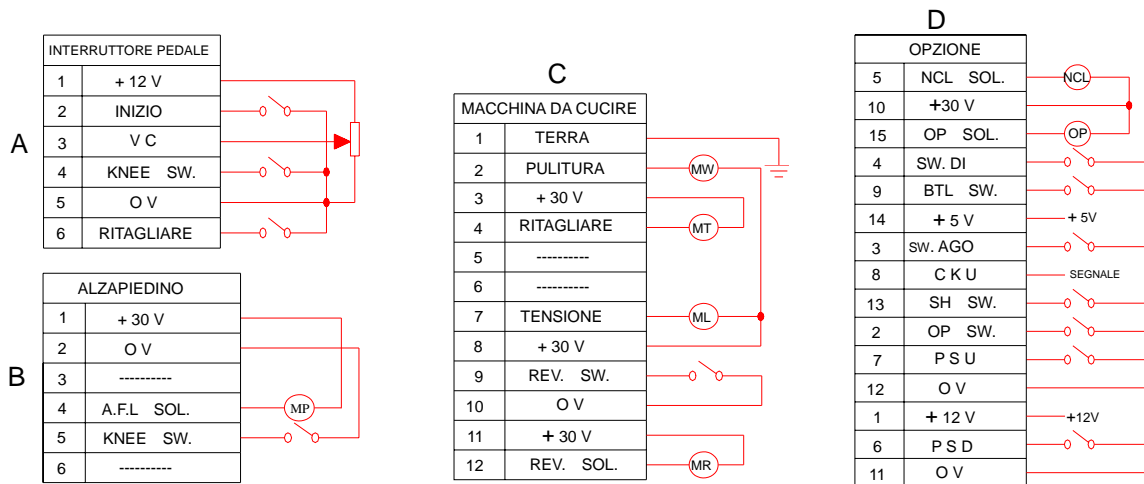 A
INTERRUTTORE PEDALE
1 + 12 V
2 INIZIO
3 V C
4 KNEE SW.
5 O V
6 RITAGLIARE
B
ALZAPIEDINO
1 + 30 V
2 O V
3 ----------
4 A.F.L SOL. MP
5 KNEE SW.
6 ----------
C
MACCHINA DA CUCIRE
1 TERRA
2 PULITURA MW
3 + 30 V
4 RITAGLIARE MT
5 ----------
6 ----------
7 TENSIONE ML
8 + 30 V
9 REV. SW.
10 O V
11 + 30 V
12 REV. SOL. MR
D
OPZIONE
5 NCL SOL. NCL
10 +30 V
15 OP SOL. OP
4 SW. DI
9 BTL SW.
14 + 5 V + 5V
3 SW. AGO
8 C K U SEGNALE
13 SH SW.
2 OP SW.
7 P S U
12 O V
1 + 12 V +12V
6 P S D
11 O V